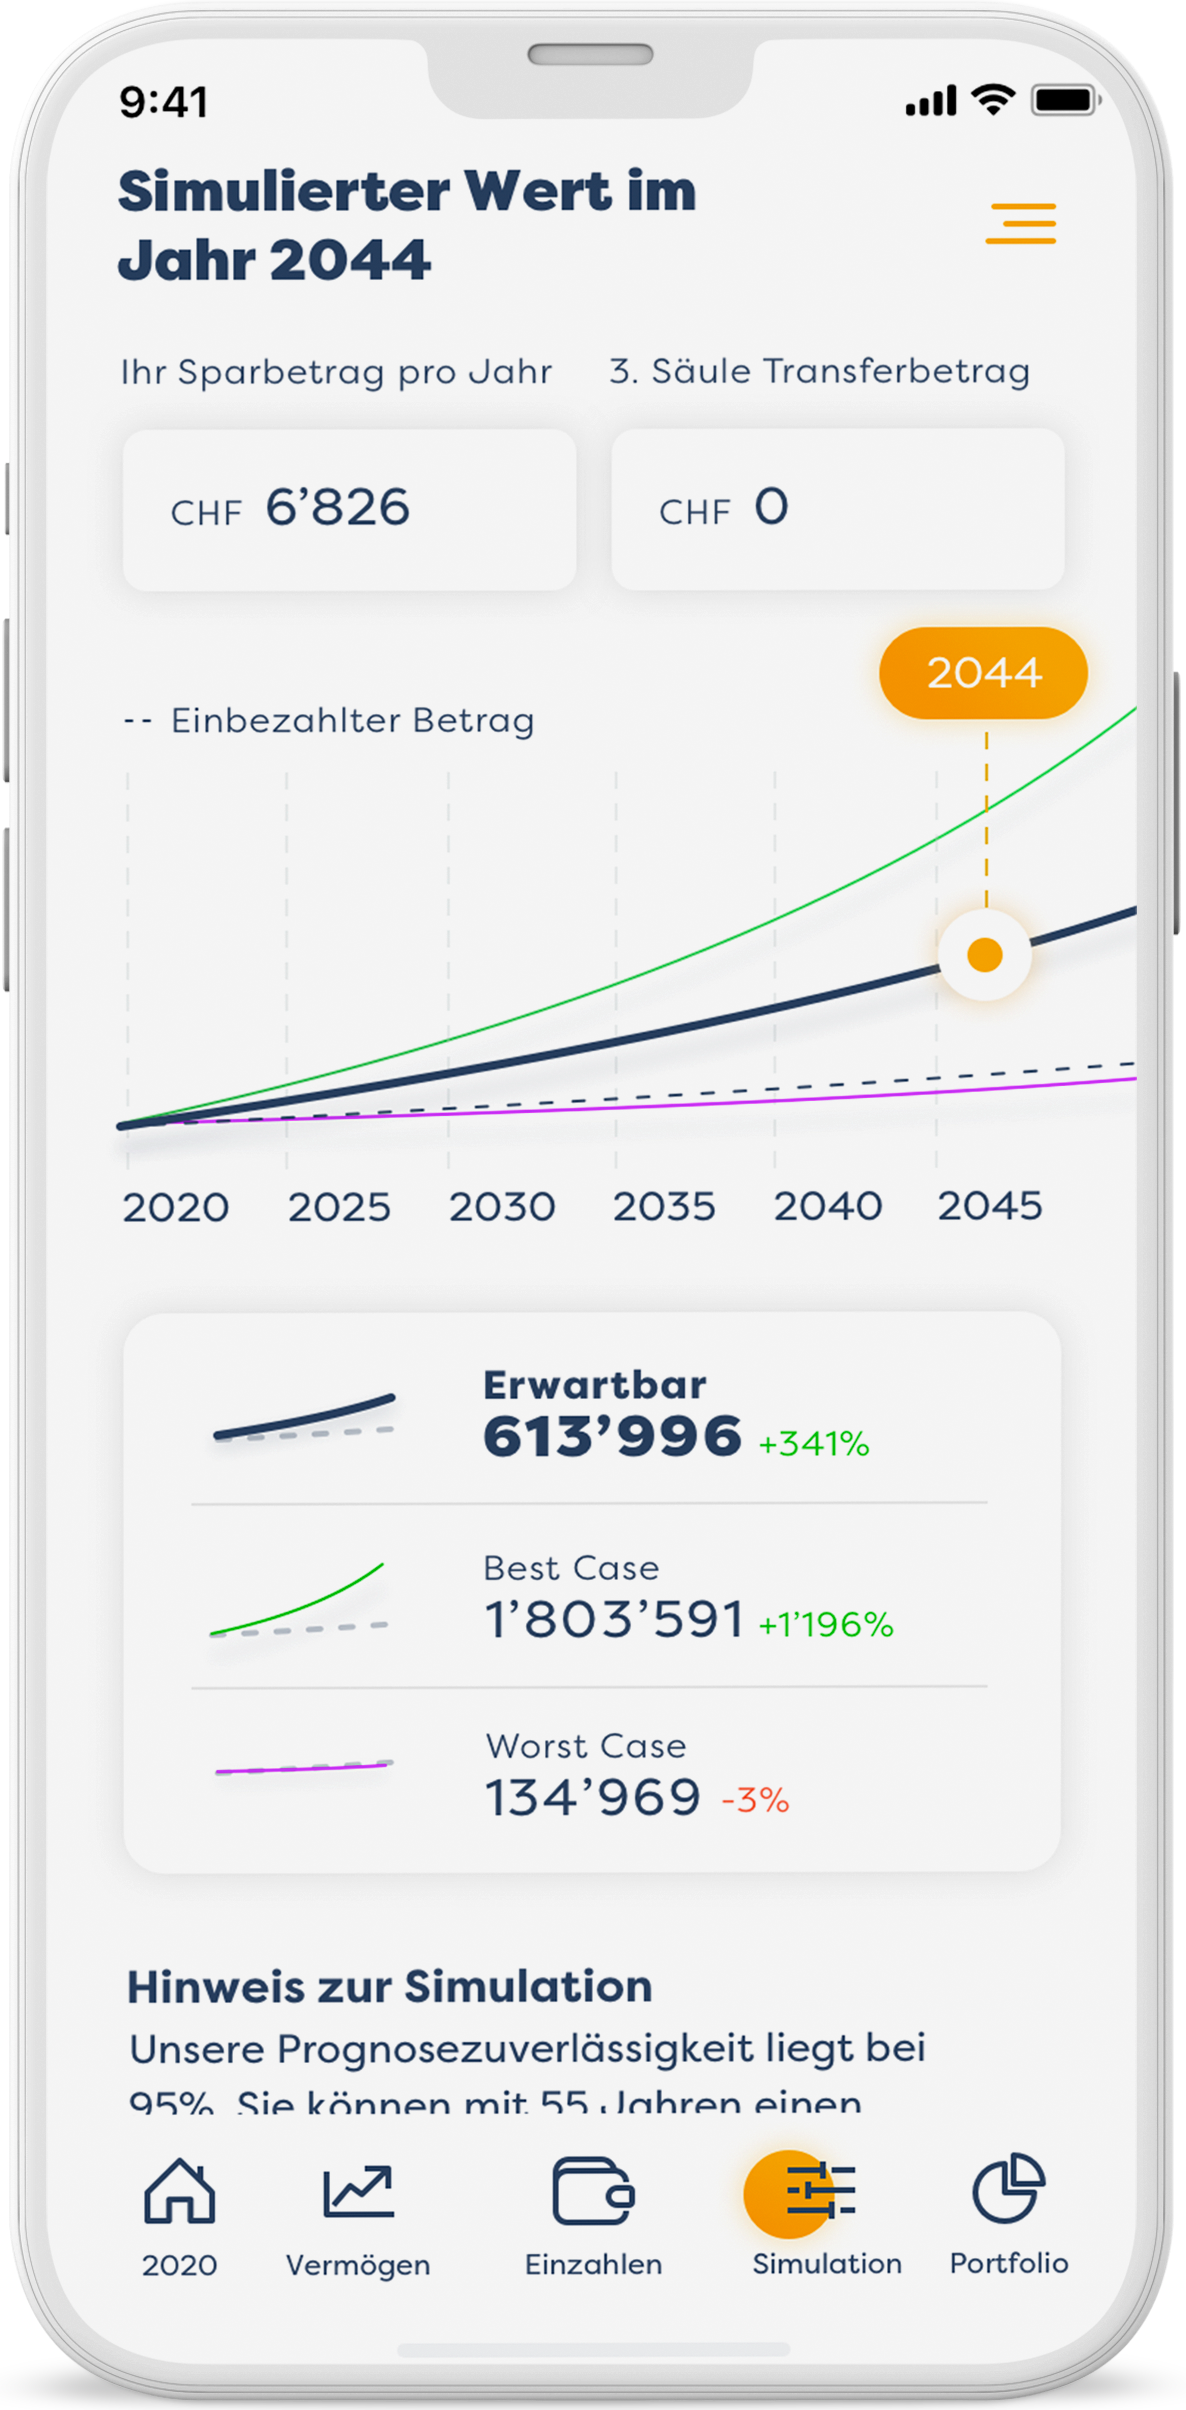 9:41
Simulierter Wert im
Jahr 2044
Ihr Sparbetrag pro Jahr
3. Säule Transferbetrag
CHF 6’826
CHF 0
2044
-- Einbezahlter Betrag
2020 2025 2030 2035 2040 2045
Erwartbar
613’996 +341%
Best Case
1’803’591 +1’196%
Worst Case
134’969 -3%
Hinweis zur Simulation
Unsere Prognosezuverlässigkeit liegt bei
95%. Sie können mit 55 Jahren einen
2020 Vermögen Einzahlen Simulation Portfolio